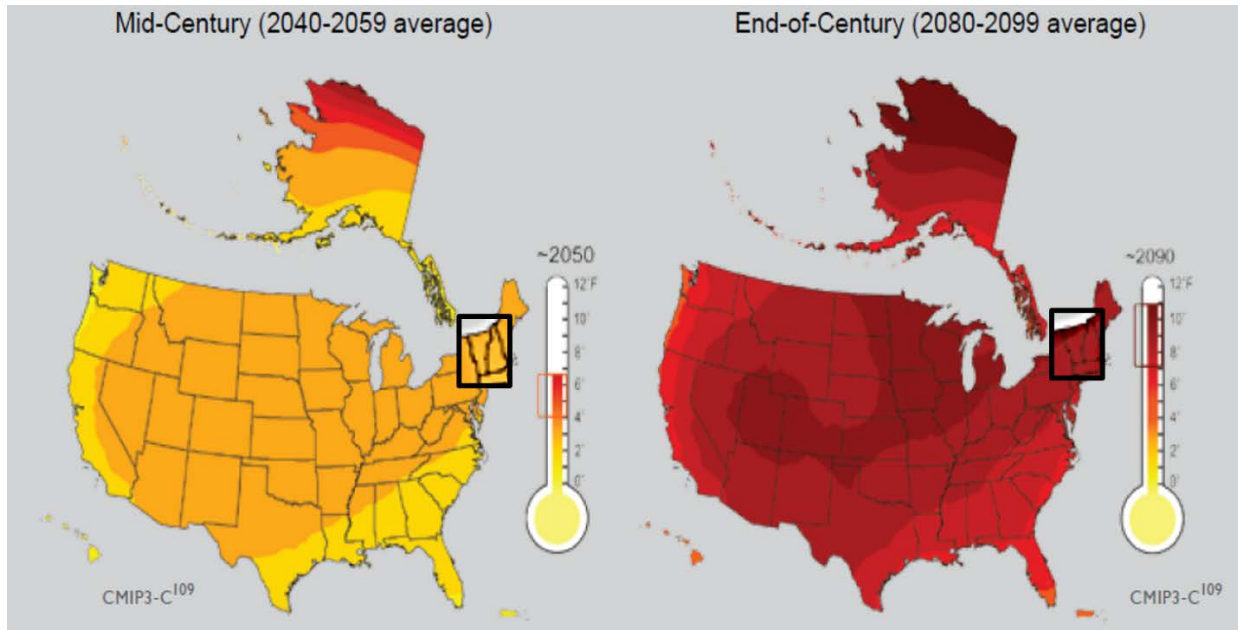 Mid-Century (2040-2059 average)
End-of-Century (2080-2099 average)
~2050
12°F
10°
8°
6°
4°
2°
0°
~2090
12°F
10°
8°
6°
4°
2°
0°
CMIP3-C109
CMIP3-C109